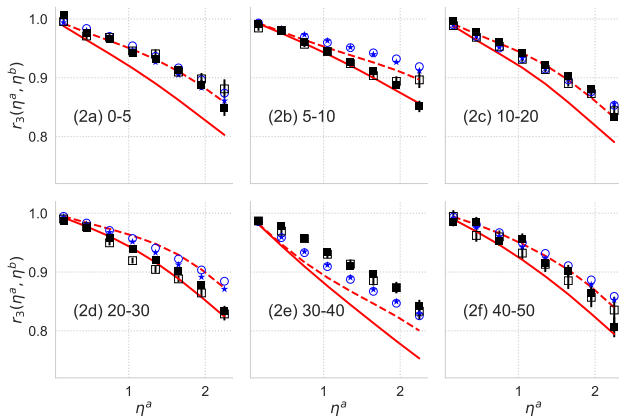 1.0
0.9
0.8
r₃(ηᵃ, ηᵇ)
(2a) 0-5
(2b) 5-10
(2c) 10-20
1.0
0.9
0.8
r₃(ηᵃ, ηᵇ)
(2d) 20-30
(2e) 30-40
(2f) 40-50
1 2
1 2
1 2
ηᵃ
ηᵃ
ηᵃ